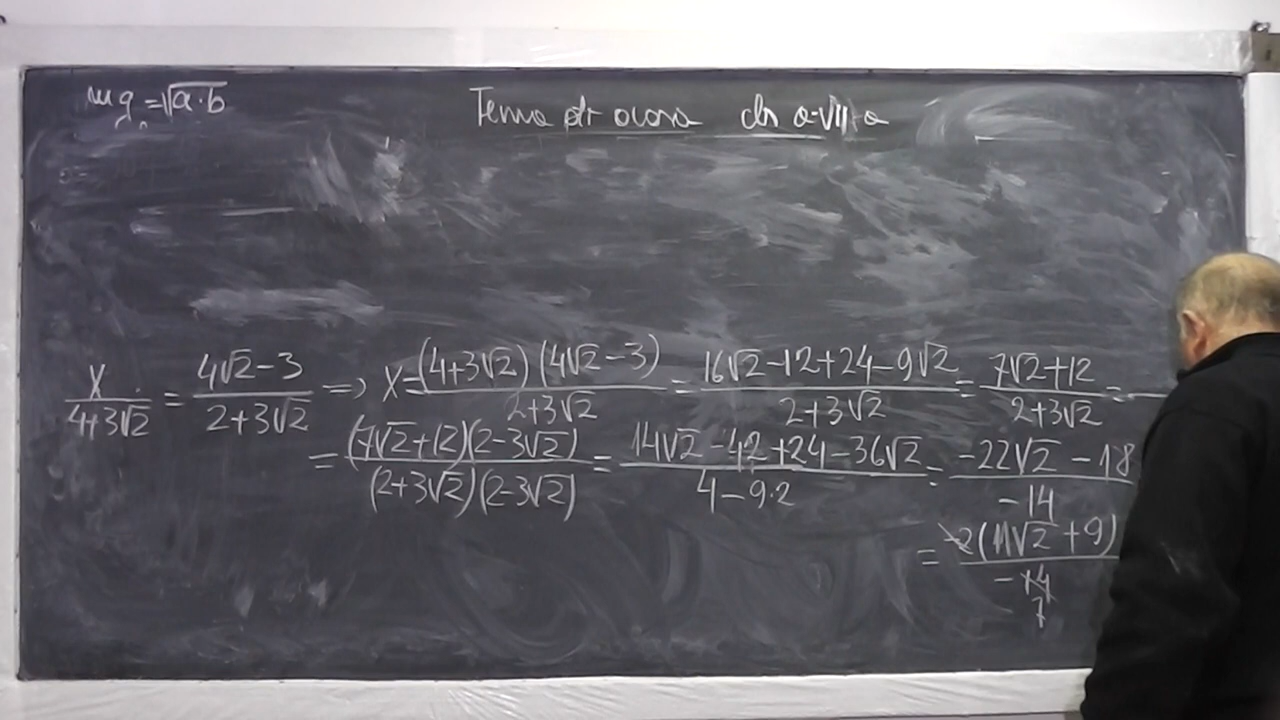 mg = √a·b
Tema de acasa cls a-VII-a
X/(4+3√2) = (4√2-3)/(2+3√2) => X = (4+3√2)(4√2-3)/(2+3√2) = (16√2-12+24-9√2)/(2+3√2) = (7√2+12)/(2+3√2) =
= (7√2+12)(2-3√2)/(2+3√2)(2-3√2) = (14√2-42+24-36√2)/(4-9·2) = (-22√2-18)/(-14)
= -2(11√2+9)/(-14)
7